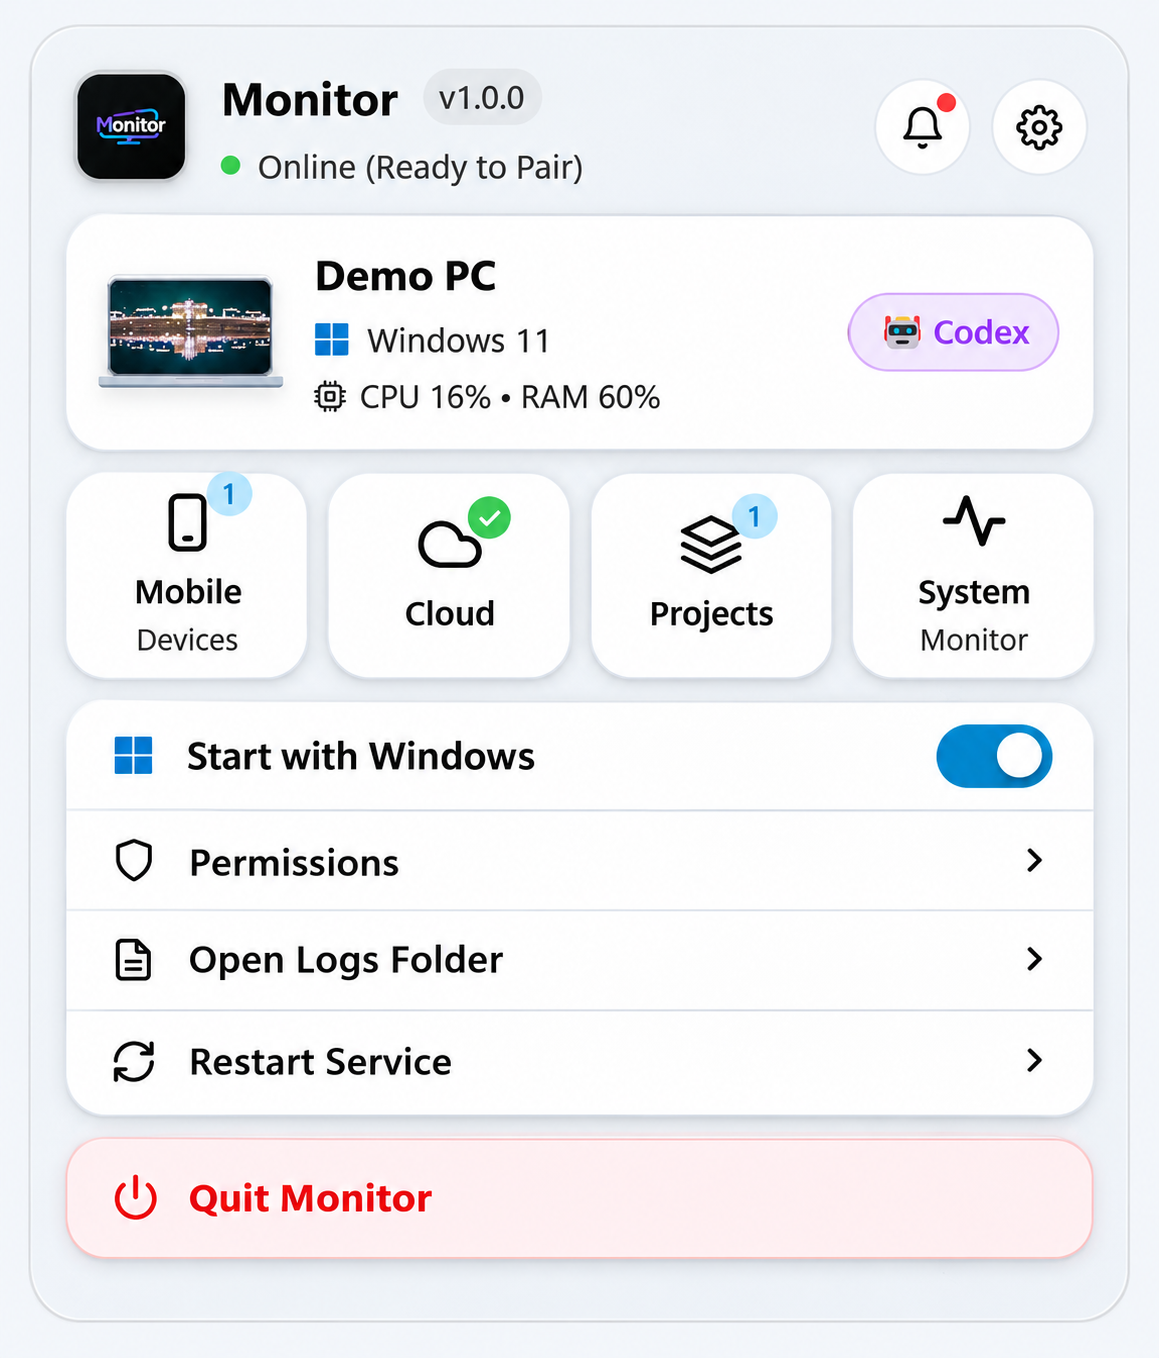 Monitor
Monitor v1.0.0
Online (Ready to Pair)
Demo PC
Windows 11
CPU 16% • RAM 60%
Codex
1
Mobile
Devices
Cloud
1
Projects
System
Monitor
Start with Windows
Permissions
Open Logs Folder
Restart Service
Quit Monitor